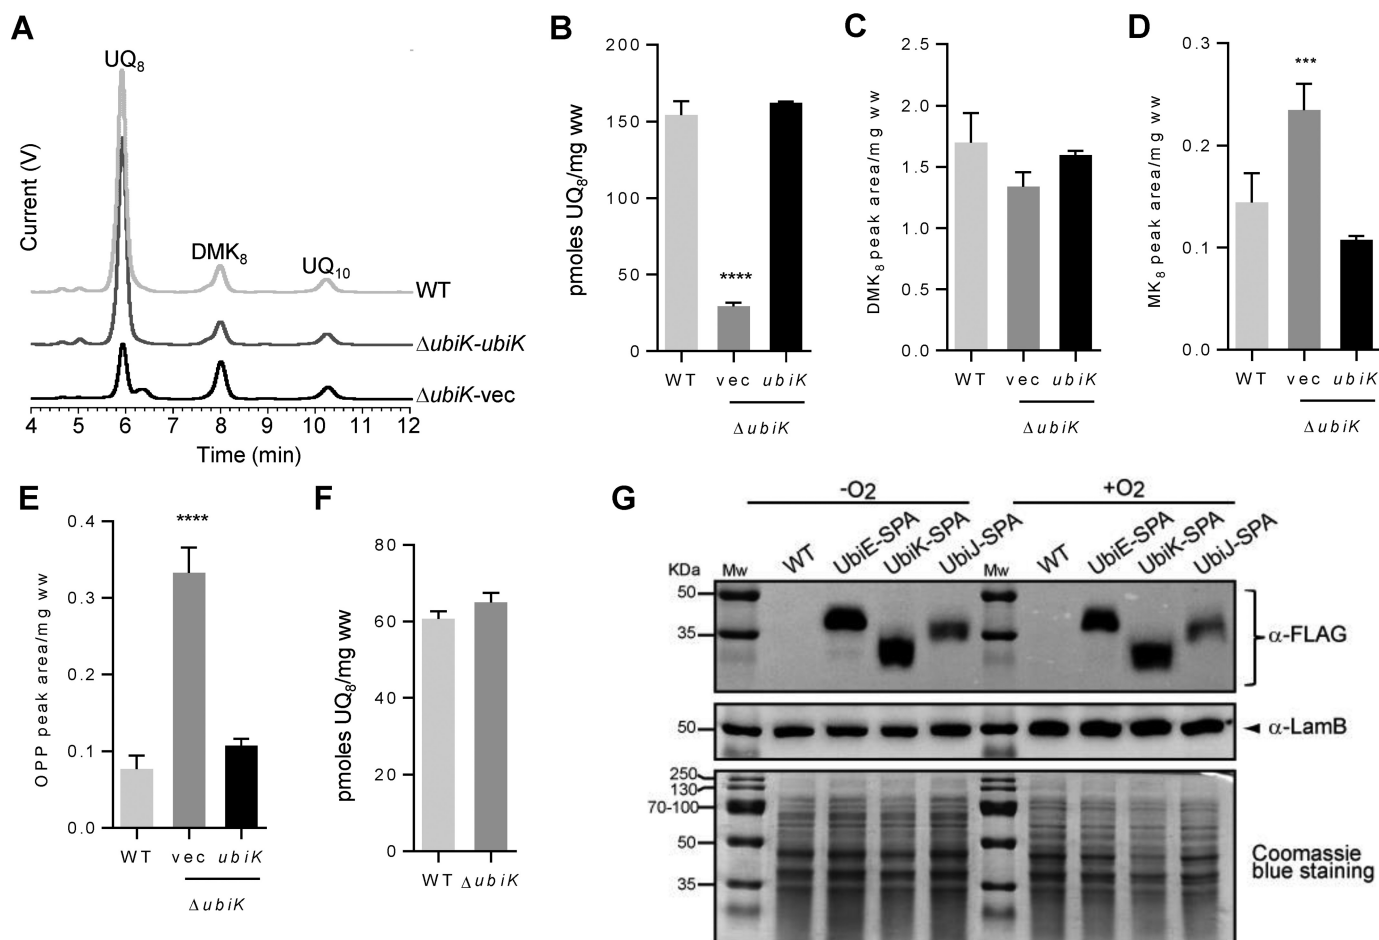 A
UQ8
DMK8
UQ10
WT
ΔubiK-ubiK
ΔubiK-vec
Current (V)
4 5 6 7 8 9 10 11 12
Time (min)
B
pmoles UQ8/mg ww
200
150
100
50
0
****
WT vec ubiK
ΔubiK
C
DMK8 peak area/mg ww
2.5
2.0
1.5
1.0
0.5
0.0
WT vec ubiK
ΔubiK
D
MK8 peak area/mg ww
0.3
0.2
0.1
0.0
***
WT vec ubiK
ΔubiK
E
OPP peak area/mg ww
0.4
0.3
0.2
0.1
0.0
****
WT vec ubiK
ΔubiK
F
pmoles UQ8/mg ww
80
60
40
20
0
WT ΔubiK
G
-O2 +O2
KDa Mw WT UbiE-SPA UbiK-SPA UbiJ-SPA Mw WT UbiE-SPA UbiK-SPA UbiJ-SPA
50
35
α-FLAG
50
α-LamB
250
130
70-100
50
35
Coomassie
blue staining